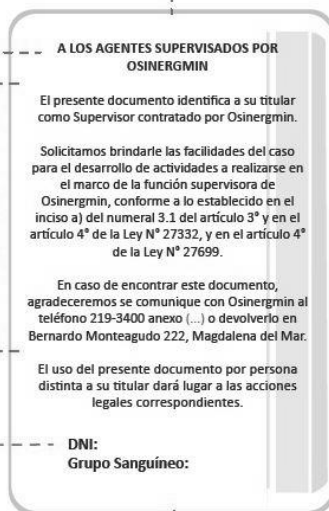 A LOS AGENTES SUPERVISADOS POR
OSINERGMIN
El presente documento identifica a su titular
como Supervisor contratado por Osinergmin.
Solicitamos brindarle las facilidades del caso
para el desarrollo de actividades a realizarse en
el marco de la función supervisora de
Osinergmin, conforme a lo establecido en el
inciso a) del numeral 3.1 del artículo 3° y en el
artículo 4° de la Ley N° 27332, y en el artículo 4°
de la Ley N° 27699.
En caso de encontrar este documento,
agradeceremos se comunique con Osinergmin al
teléfono 219-3400 anexo (...) o devolverlo en
Bernardo Monteagudo 222, Magdalena del Mar.
El uso del presente documento por persona
distinta a su titular dará lugar a las acciones
legales correspondientes.
DNI:
Grupo Sanguíneo: